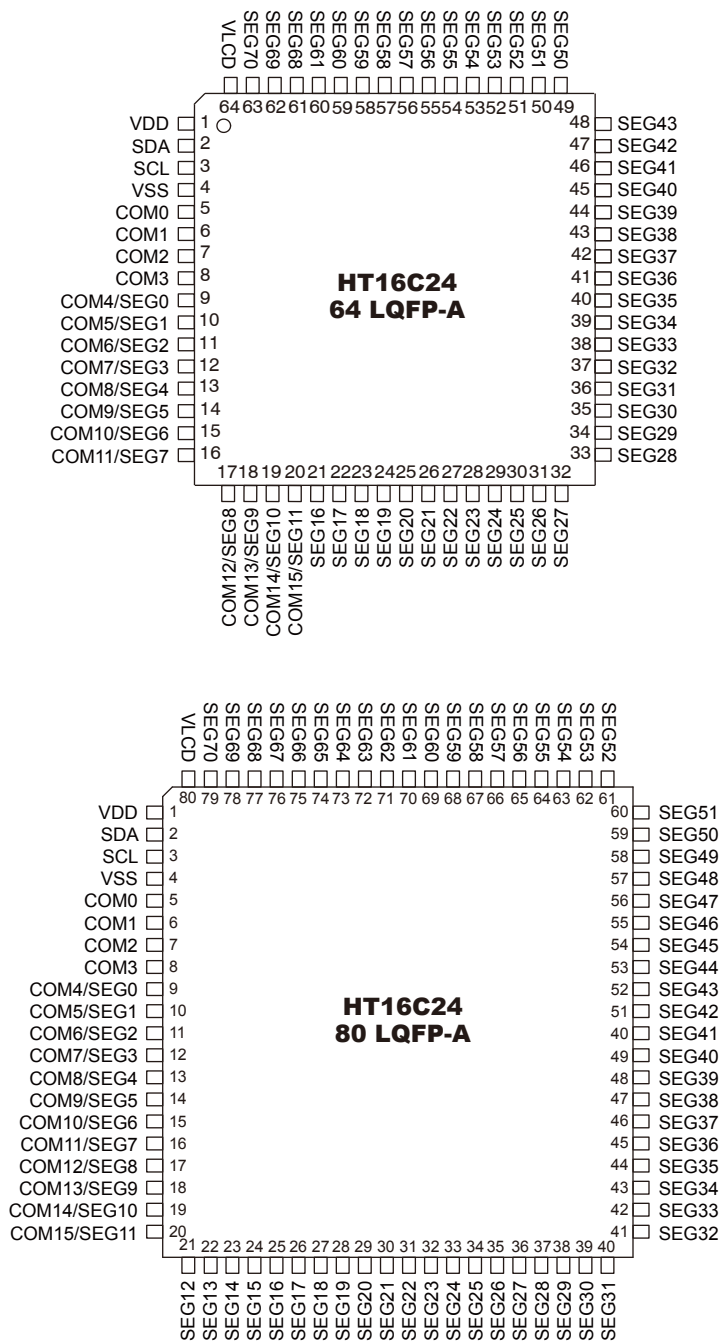 VLCD
SEG70
SEG69
SEG68
SEG61
SEG60
SEG59
SEG58
SEG57
SEG56
SEG55
SEG54
SEG53
SEG52
SEG51
SEG50
64 63 62 61 60 59 58 57 56 55 54 53 52 51 50 49
VDD 1 48 SEG43
SDA 2 47 SEG42
SCL 3 46 SEG41
VSS 4 45 SEG40
COM0 5 44 SEG39
COM1 6 43 SEG38
COM2 7 42 SEG37
COM3 8 41 SEG36
HT16C24
64 LQFP-A
COM4/SEG0 9 40 SEG35
COM5/SEG1 10 39 SEG34
COM6/SEG2 11 38 SEG33
COM7/SEG3 12 37 SEG32
COM8/SEG4 13 36 SEG31
COM9/SEG5 14 35 SEG30
COM10/SEG6 15 34 SEG29
COM11/SEG7 16 33 SEG28
17 18 19 20 21 22 23 24 25 26 27 28 29 30 31 32
COM12/SEG8
COM13/SEG9
COM14/SEG10
COM15/SEG11
SEG16
SEG17
SEG18
SEG19
SEG20
SEG21
SEG22
SEG23
SEG24
SEG25
SEG26
SEG27
VLCD
SEG70
SEG69
SEG68
SEG67
SEG66
SEG65
SEG64
SEG63
SEG62
SEG61
SEG60
SEG59
SEG58
SEG57
SEG56
SEG55
SEG54
SEG53
SEG52
80 79 78 77 76 75 74 73 72 71 70 69 68 67 66 65 64 63 62 61
VDD 1 60 SEG51
SDA 2 59 SEG50
SCL 3 58 SEG49
VSS 4 57 SEG48
COM0 5 56 SEG47
COM1 6 55 SEG46
COM2 7 54 SEG45
COM3 8 53 SEG44
COM4/SEG0 9 52 SEG43
COM5/SEG1 10 51 SEG42
HT16C24
80 LQFP-A
COM6/SEG2 11 40 SEG41
COM7/SEG3 12 49 SEG40
COM8/SEG4 13 48 SEG39
COM9/SEG5 14 47 SEG38
COM10/SEG6 15 46 SEG37
COM11/SEG7 16 45 SEG36
COM12/SEG8 17 44 SEG35
COM13/SEG9 18 43 SEG34
COM14/SEG10 19 42 SEG33
COM15/SEG11 20 41 SEG32
21 22 23 24 25 26 27 28 29 30 31 32 33 34 35 36 37 38 39 40
SEG12
SEG13
SEG14
SEG15
SEG16
SEG17
SEG18
SEG19
SEG20
SEG21
SEG22
SEG23
SEG24
SEG25
SEG26
SEG27
SEG28
SEG29
SEG30
SEG31